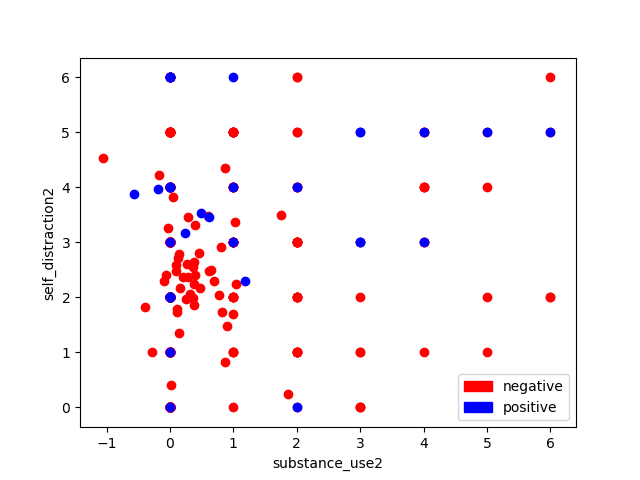 6
5
4
3
2
1
0
self_distraction2
−1 0 1 2 3 4 5 6
substance_use2
negative
positive